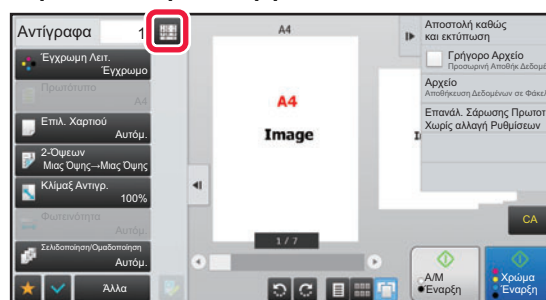 Αντίγραφα 1
Έγχρωμη Λειτ.
Έγχρωμο
Πρωτότυπο
A4
Επιλ. Χαρτιού
Αυτόμ.
2-Όψεων
Μιας Όψης→Μιας Όψης
Κλίμαξ Αντιγρ.
100%
Φωτεινότητα
Αυτόμ.
Σελιδοποίηση/Ομαδοποίηση
Αυτόμ.
Άλλα
A4
A4
Image
1 / 7
Αποστολή καθώς
και εκτύπωση
Γρήγορο Αρχείο
Προσωρινή Αποθήκ Δεδομέ
Αρχείο
Αποθήκευση Δεδομένων σε Φάκελ
Επανάλ. Σάρωσης Πρωτοτ
Χωρίς αλλαγή Ρυθμίσεων
CA
Α/Μ
Έναρξη
Χρώμα
Έναρξη